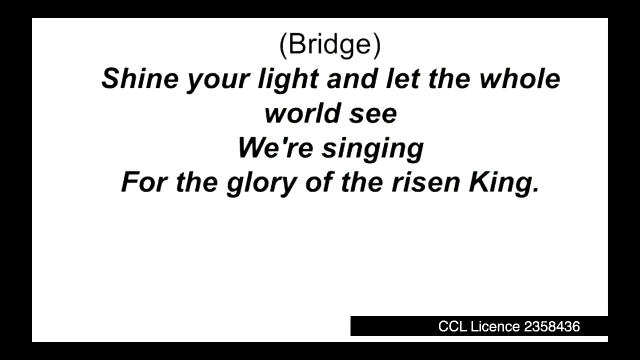 (Bridge)
Shine your light and let the whole
world see
We're singing
For the glory of the risen King.
CCL Licence 2358436